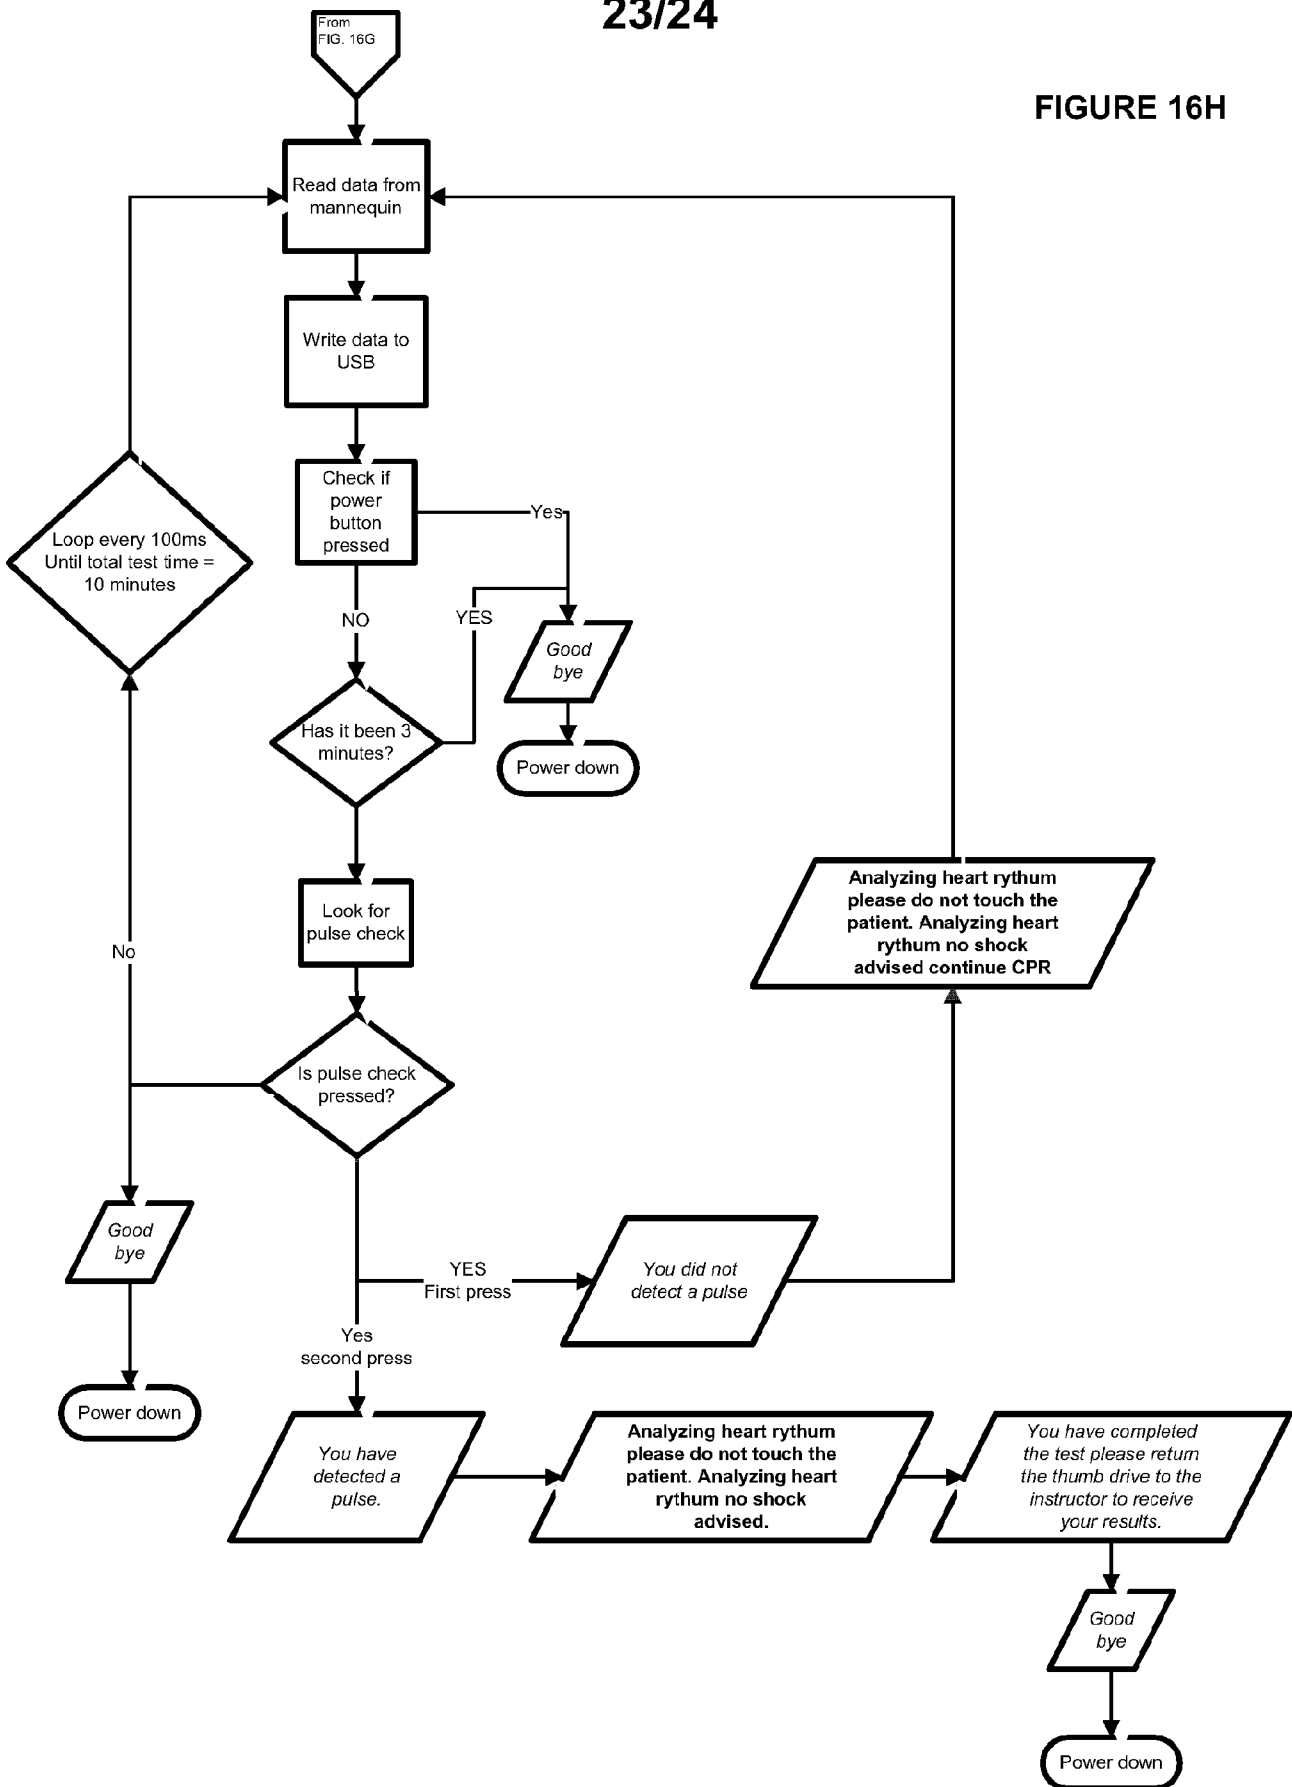 23/24
From
FIG. 16G
FIGURE 16H
Read data from
mannequin
Write data to
USB
Check if
power
button
pressed
Yes
Loop every 100ms
Until total test time =
10 minutes
NO
YES
Good
bye
Has it been 3
minutes?
Power down
Analyzing heart rythum
please do not touch the
patient. Analyzing heart
rythum no shock
advised continue CPR
Look for
pulse check
No
Is pulse check
pressed?
Good
bye
YES
First press
You did not
detect a pulse
Yes
second press
Power down
You have
detected a
pulse.
Analyzing heart rythum
please do not touch the
patient. Analyzing heart
rythum no shock
advised.
You have completed
the test please return
the thumb drive to the
instructor to receive
your results.
Good
bye
Power down